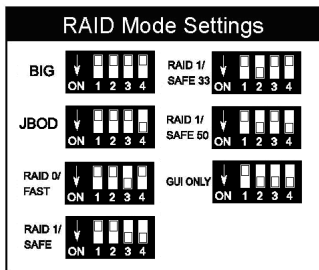 RAID Mode Settings
BIG
ON 1 2 3 4
JBOD
ON 1 2 3 4
RAID 0/
FAST
ON 1 2 3 4
RAID 1/
SAFE
ON 1 2 3 4
RAID 1/
SAFE 33
ON 1 2 3 4
RAID 1/
SAFE 50
ON 1 2 3 4
GUI ONLY
ON 1 2 3 4